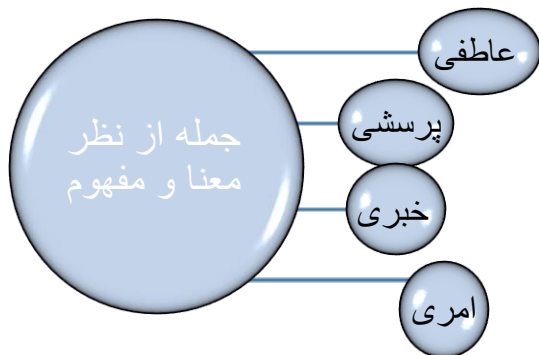 جمله از نظر
معنا و مفهوم
عاطفی
پرسشی
خبری
امری